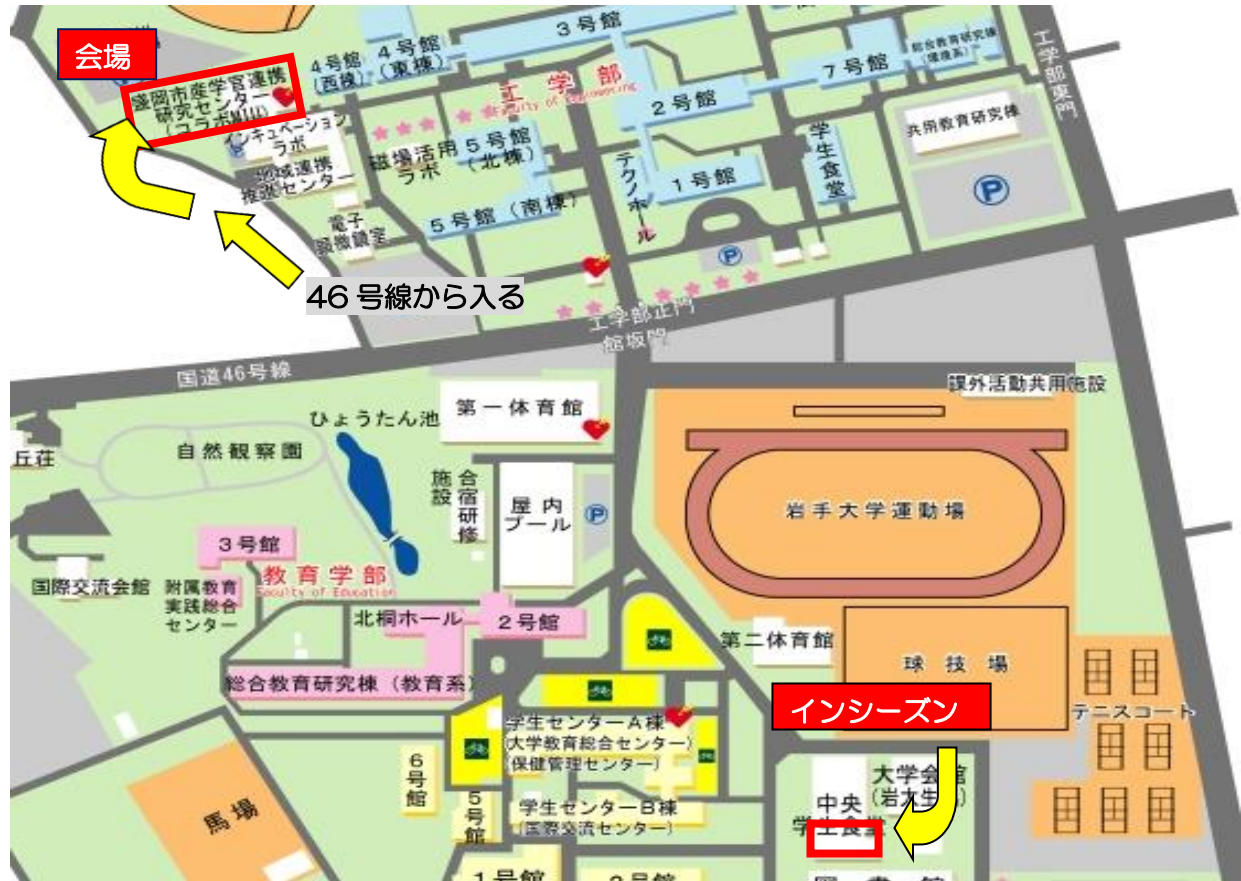 会場
盛岡市産学官連携
研究センター
(コラボMIU)
インキュベーション
ラボ
地域連携
推進センター
電子
顕微鏡室
46号線から入る
4号館
(西棟)
4号館
(東棟)
3号館
工学部
Faculty of Engineering
磁場活用
ラボ
5号館
(北棟)
5号館(南棟)
2号館
7号館
総合教育研究棟
(環境系)
工学部東門
共用教育研究棟
学生食堂
テクノホール
1号館
P
P
工学部正門
館坂門
国道46号線
課外活動共用施設
ひょうたん池
第一体育館
自然観察園
丘荘
合宿研修
施設
屋内
プール
P
岩手大学運動場
3号館
教育学部
Faculty of Education
国際交流会館
附属教育
実践総合
センター
北桐ホール
2号館
第二体育館
球技場
総合教育研究棟(教育系)
インシーズン
テニスコート
学生センターA棟
(大学教育総合センター)
(保健管理センター)
6号館
5号館
学生センターB棟
(国際交流センター)
馬場
大学会館
中央
学生食堂
1号館